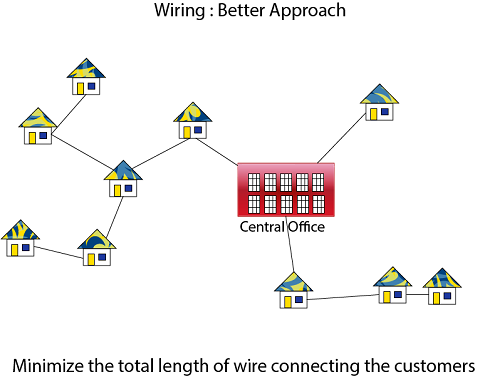 Wiring : Better Approach
Central Office
Minimize the total length of wire connecting the customers